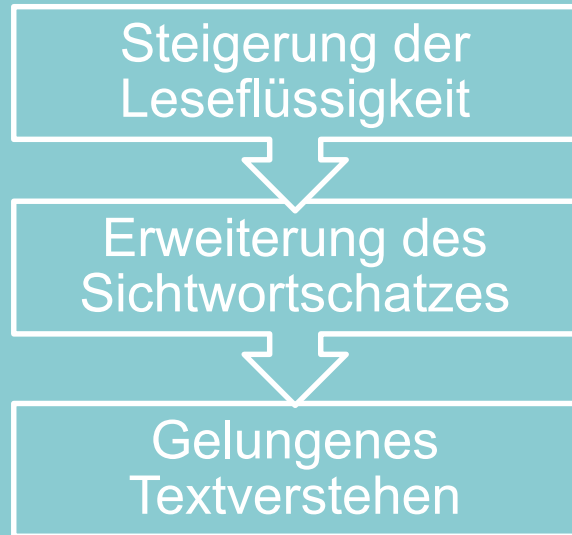 Steigerung der
Leseflüssigkeit
Erweiterung des
Sichtwortschatzes
Gelungenes
Textverstehen